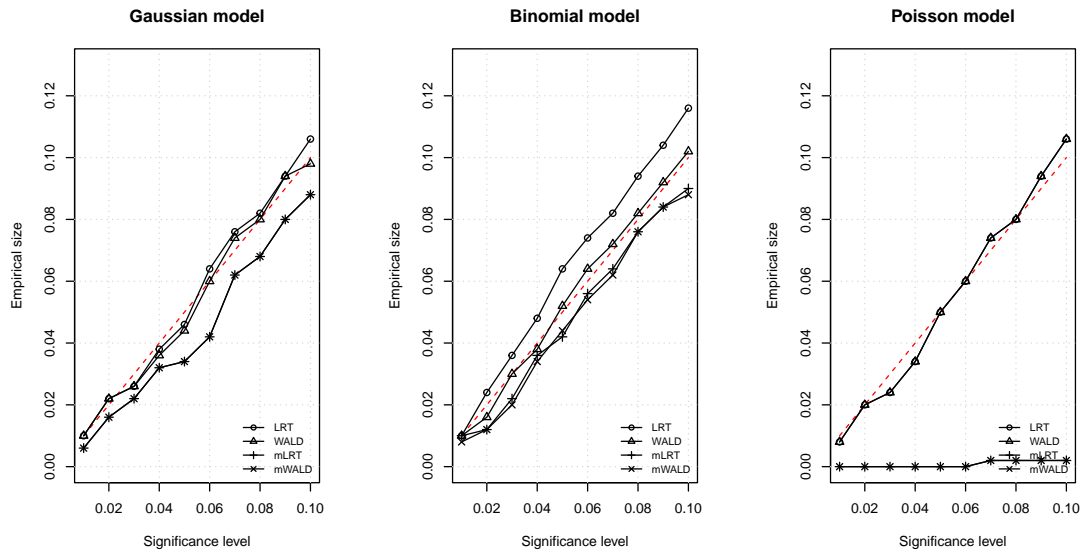 Gaussian model
Empirical size
0.00 0.02 0.04 0.06 0.08 0.10 0.12
0.02 0.04 0.06 0.08 0.10
Significance level
LRT
WALD
mLRT
mWALD
Binomial model
Empirical size
0.00 0.02 0.04 0.06 0.08 0.10 0.12
0.02 0.04 0.06 0.08 0.10
Significance level
LRT
WALD
mLRT
mWALD
Poisson model
Empirical size
0.00 0.02 0.04 0.06 0.08 0.10 0.12
0.02 0.04 0.06 0.08 0.10
Significance level
LRT
WALD
mLRT
mWALD